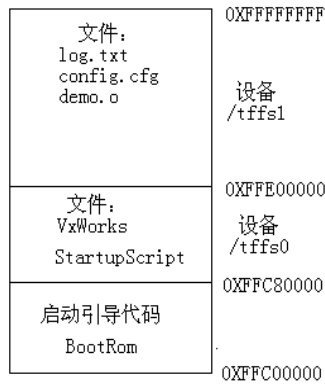 0XFFFFFFFF
文件:
log.txt
config.cfg
demo.o
设备
/tffs1
0XFFE00000
文件:
VxWorks
StartupScript
设备
/tffs0
0XFFC80000
启动引导代码
BootRom
0XFFC00000